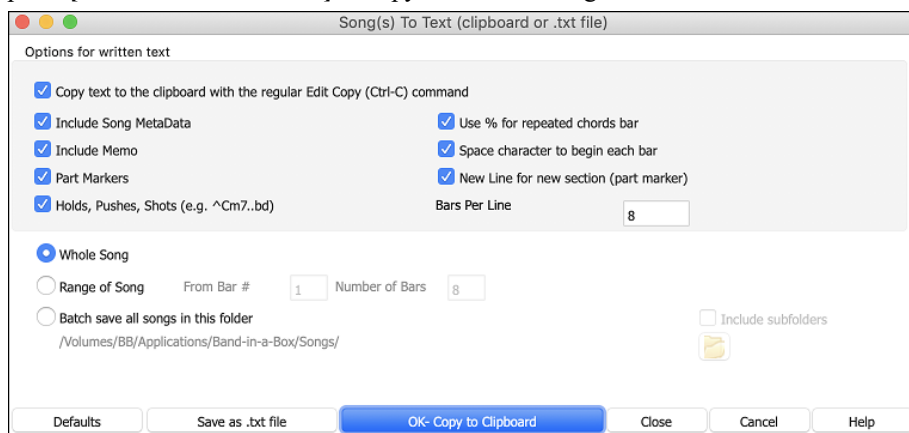 Song(s) To Text (clipboard or .txt file)
Options for written text
Copy text to the clipboard with the regular Edit Copy (Ctrl-C) command
Include Song MetaData
Use % for repeated chords bar
Include Memo
Space character to begin each bar
Part Markers
New Line for new section (part marker)
Holds, Pushes, Shots (e.g. ^Cm7..bd)
Bars Per Line
8
Whole Song
Range of Song From Bar # 1 Number of Bars 8
Batch save all songs in this folder
Include subfolders
/Volumes/BB/Applications/Band-in-a-Box/Songs/
Defaults Save as .txt file OK- Copy to Clipboard Close Cancel Help